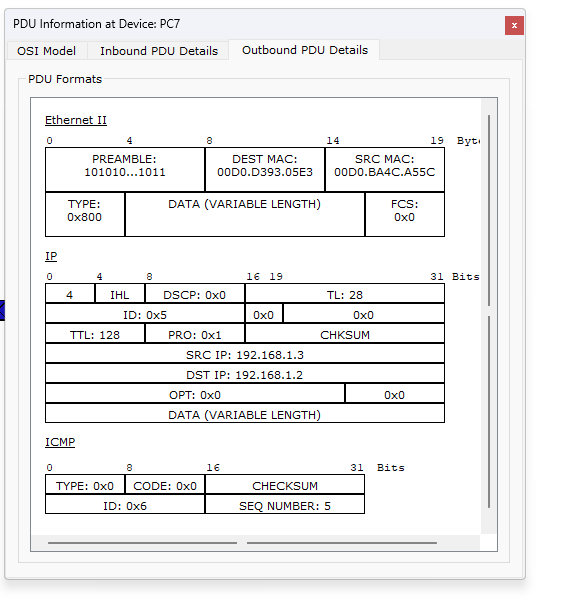 PDU Information at Device: PC7
x
OSI Model Inbound PDU Details Outbound PDU Details
PDU Formats
Ethernet II
0 4 8 14 19 Byte
PREAMBLE: DEST MAC: SRC MAC:
101010...1011 00D0.D393.05E3 00D0.BA4C.A55C
TYPE: DATA (VARIABLE LENGTH) FCS:
0x800 0x0
IP
0 4 8 16 19 31 Bits
4 IHL DSCP: 0x0 TL: 28
ID: 0x5 0x0 0x0
TTL: 128 PRO: 0x1 CHKSUM
SRC IP: 192.168.1.3
DST IP: 192.168.1.2
OPT: 0x0 0x0
DATA (VARIABLE LENGTH)
ICMP
0 8 16 31 Bits
TYPE: 0x0 CODE: 0x0 CHECKSUM
ID: 0x6 SEQ NUMBER: 5